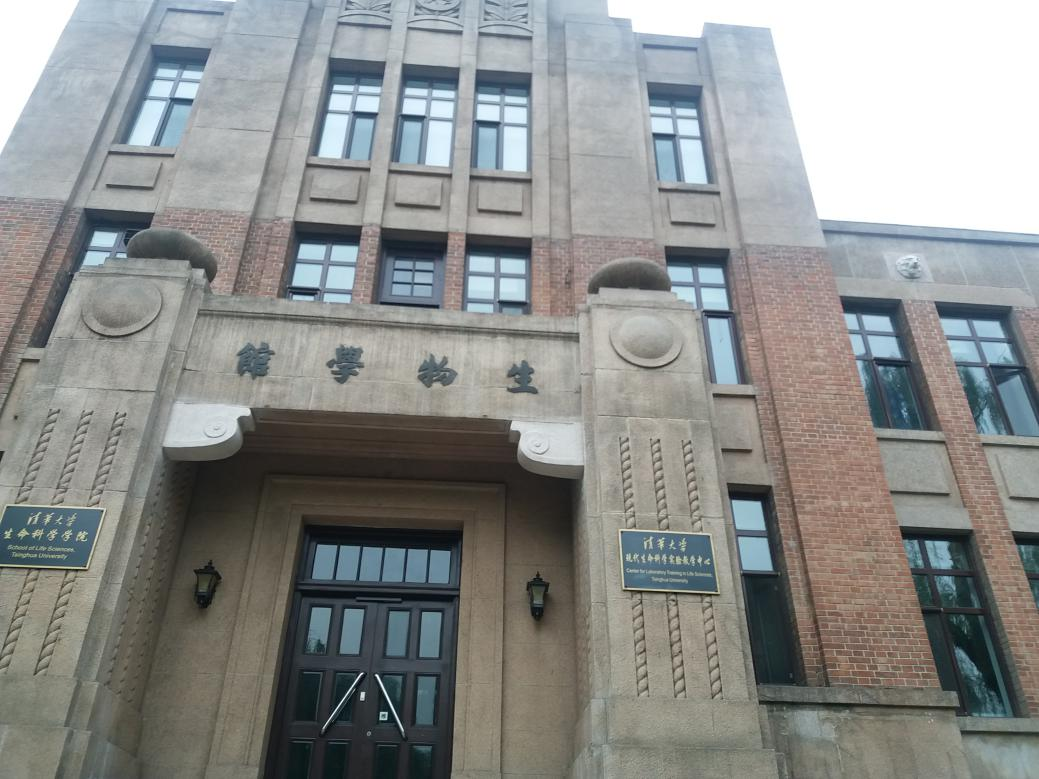 生物學館
清华大学
生命科学学院
School of Life Sciences,
Tsinghua University
清华大学
现代生命科学实验教学中心
Center for Laboratory Training in Life Sciences,
Tsinghua University